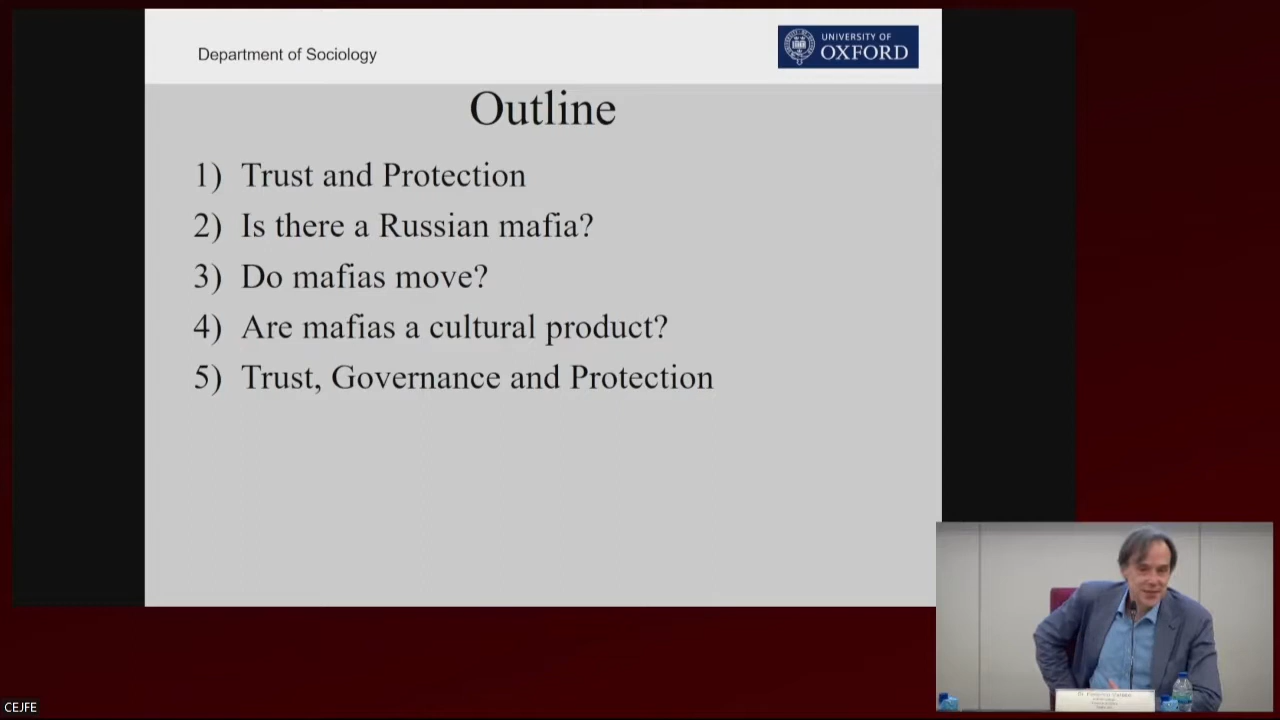 Department of Sociology
UNIVERSITY OF
OXFORD
Outline
1) Trust and Protection
2) Is there a Russian mafia?
3) Do mafias move?
4) Are mafias a cultural product?
5) Trust, Governance and Protection
CEJFE